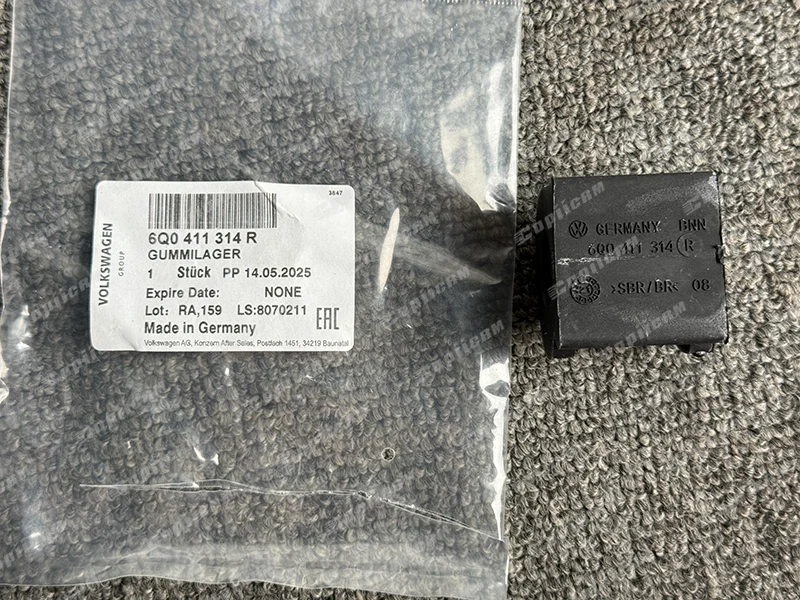 3647
VOLKSWAGEN
GROUP
6Q0 411 314 R
GUMMILAGER
1 Stück PP 14.05.2025
Expire Date: NONE
Lot: RA,159 LS:8070211
Made in Germany
EAC
Volkswagen AG, Konzern After Sales, Postfach 1451, 34219 Baunatal
GERMANY BNN
6Q0 411 314 R
>SBR/BR< 08